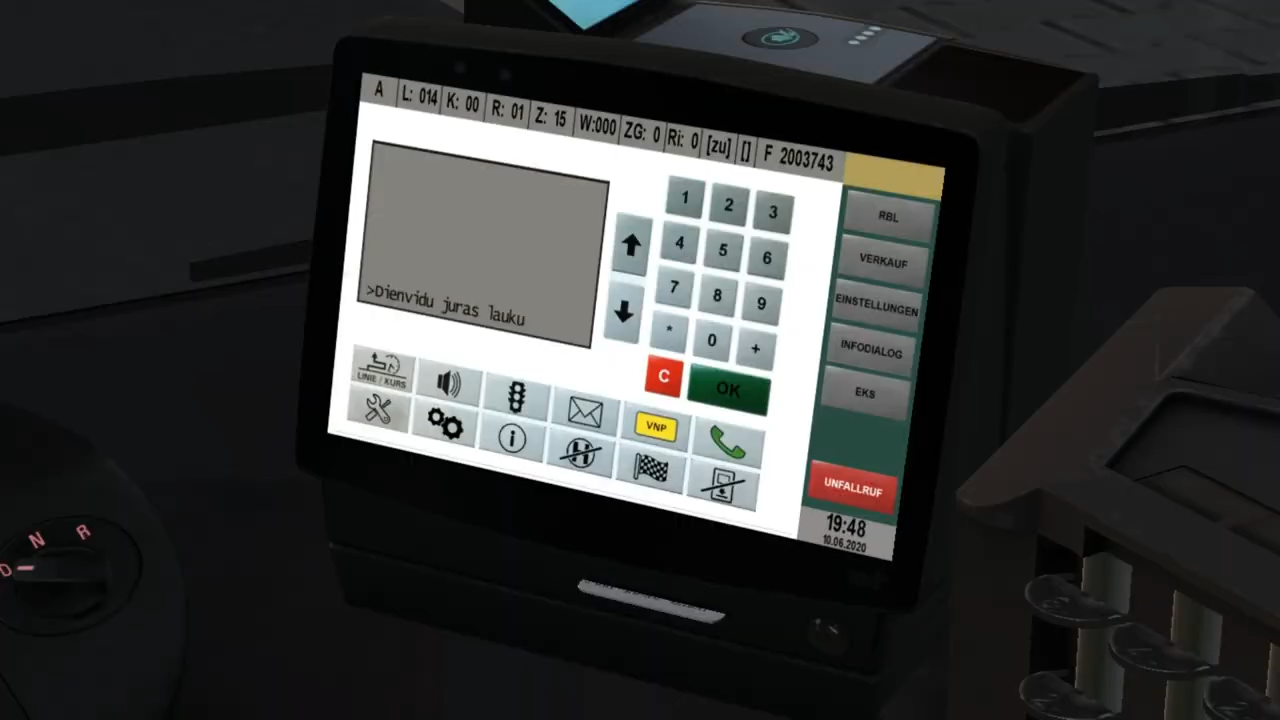 A L: 014 K: 00 R: 01 Z: 15 W:000 ZG: 0 Ri: 0 [zu] [] F 2003743
>Dienvidu juras lauku
1 2 3
4 5 6
7 8 9
* 0 +
C OK
LINIE / KURS
VNP
i
H
RBL
VERKAUF
EINSTELLUNGEN
INFODIALOG
EKS
UNFALLRUF
19:48
10.06.2020
D N R